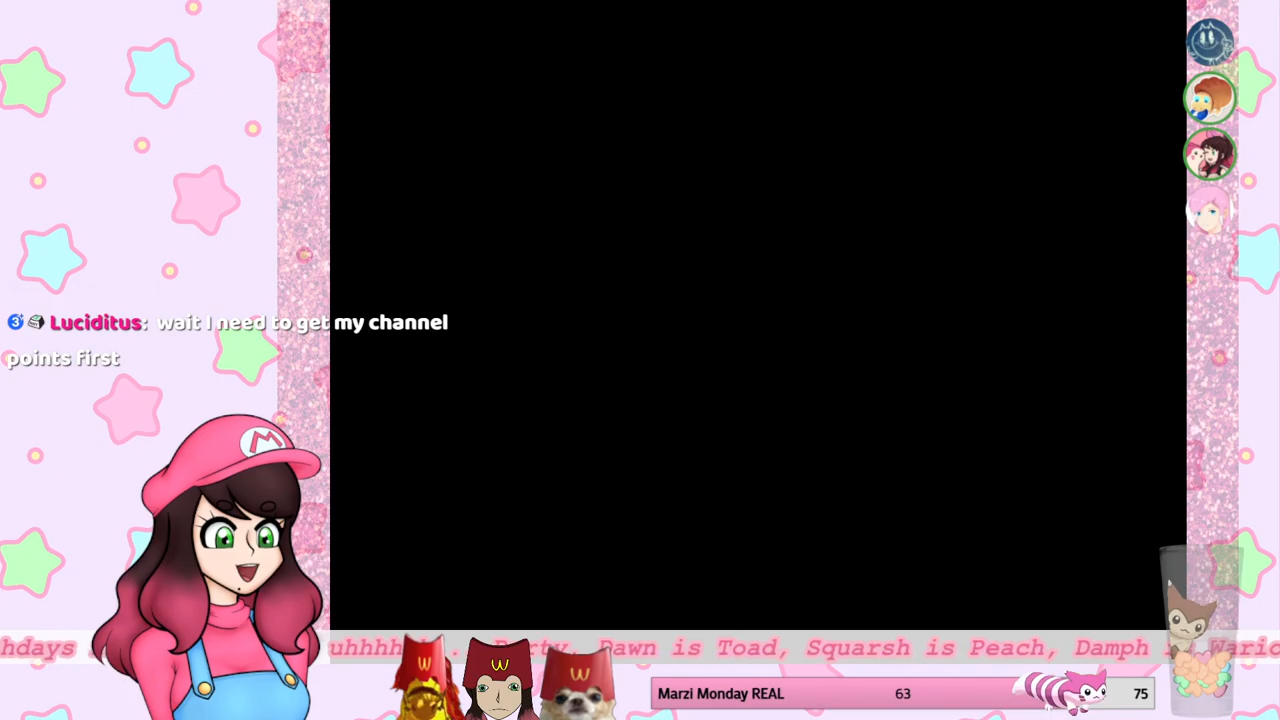 Luciditus: wait I need to get my channel
points first
hdays uhhhh . Party, Dawn is Toad, Squarsh is Peach, Damph Wario
Marzi Monday REAL 63 75